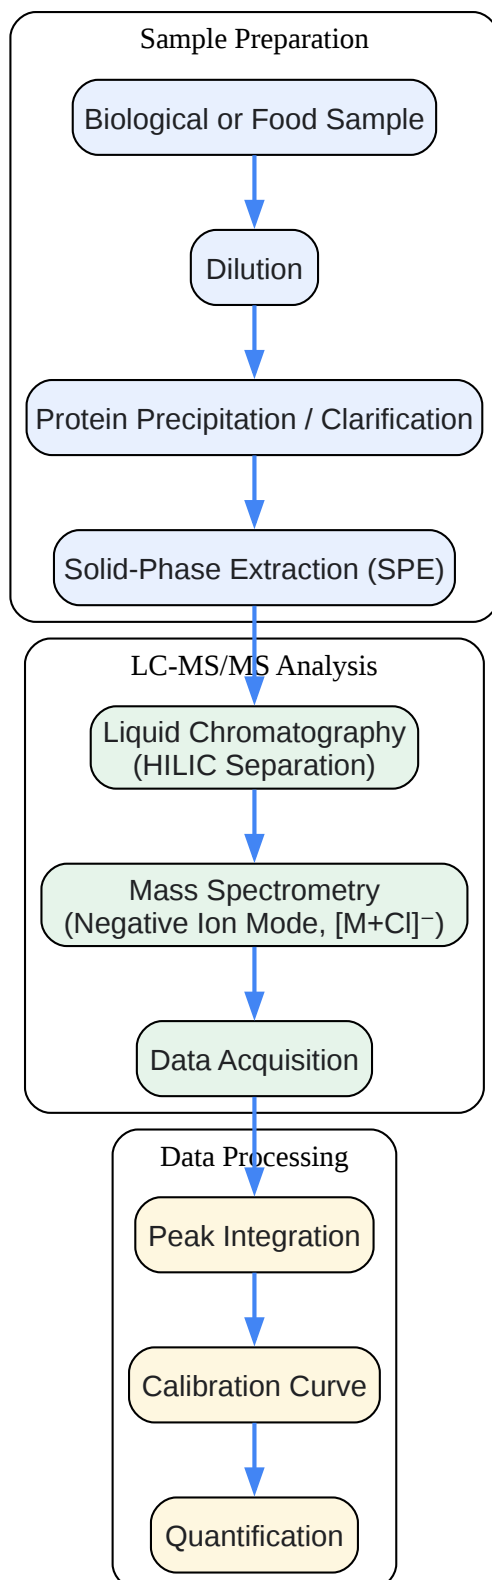 Sample Preparation
Biological or Food Sample
Dilution
Protein Precipitation / Clarification
Solid-Phase Extraction (SPE)
LC-MS/MS Analysis
Liquid Chromatography
(HILIC Separation)
Mass Spectrometry
(Negative Ion Mode, [M+Cl]⁻)
Data Acquisition
Data Processing
Peak Integration
Calibration Curve
Quantification